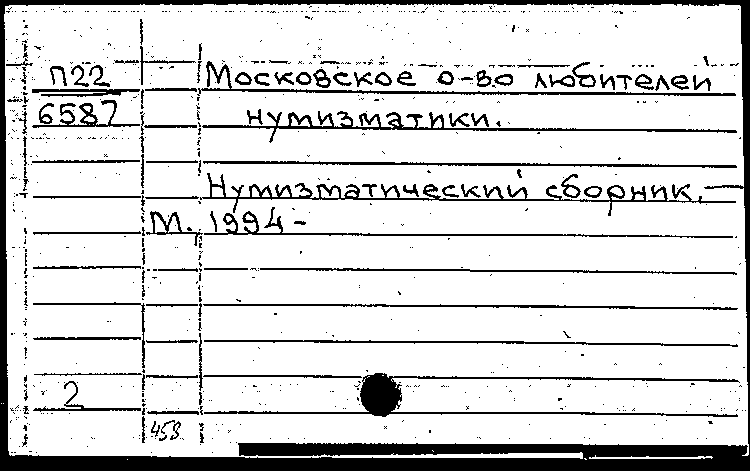 П22 Московское о-во любителей
6587 нумизматики.
Нумизматический сборник. —
М., 1994 -
2
458